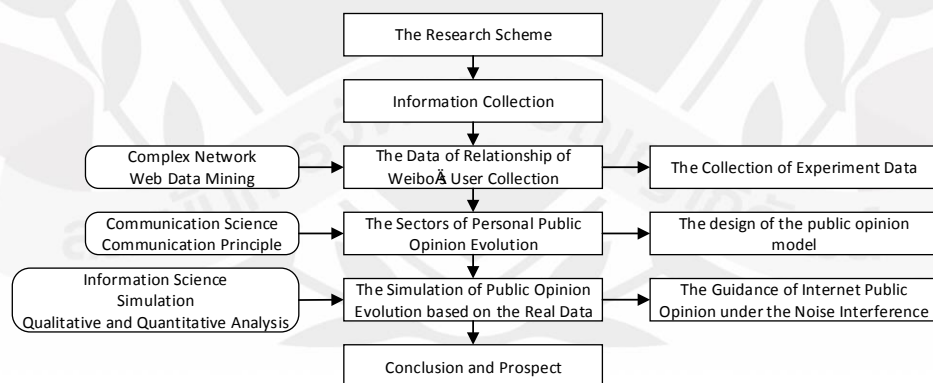 The Research Scheme
Information Collection
Complex Network
Web Data Mining
The Data of Relationship of
WeiboÄs User Collection
The Collection of Experiment Data
Communication Science
Communication Principle
The Sectors of Personal Public
Opinion Evolution
The design of the public opinion
model
Information Science
Simulation
Qualitative and Quantitative Analysis
The Simulation of Public Opinion
Evolution based on the Real Data
The Guidance of Internet Public
Opinion under the Noise Interference
Conclusion and Prospect